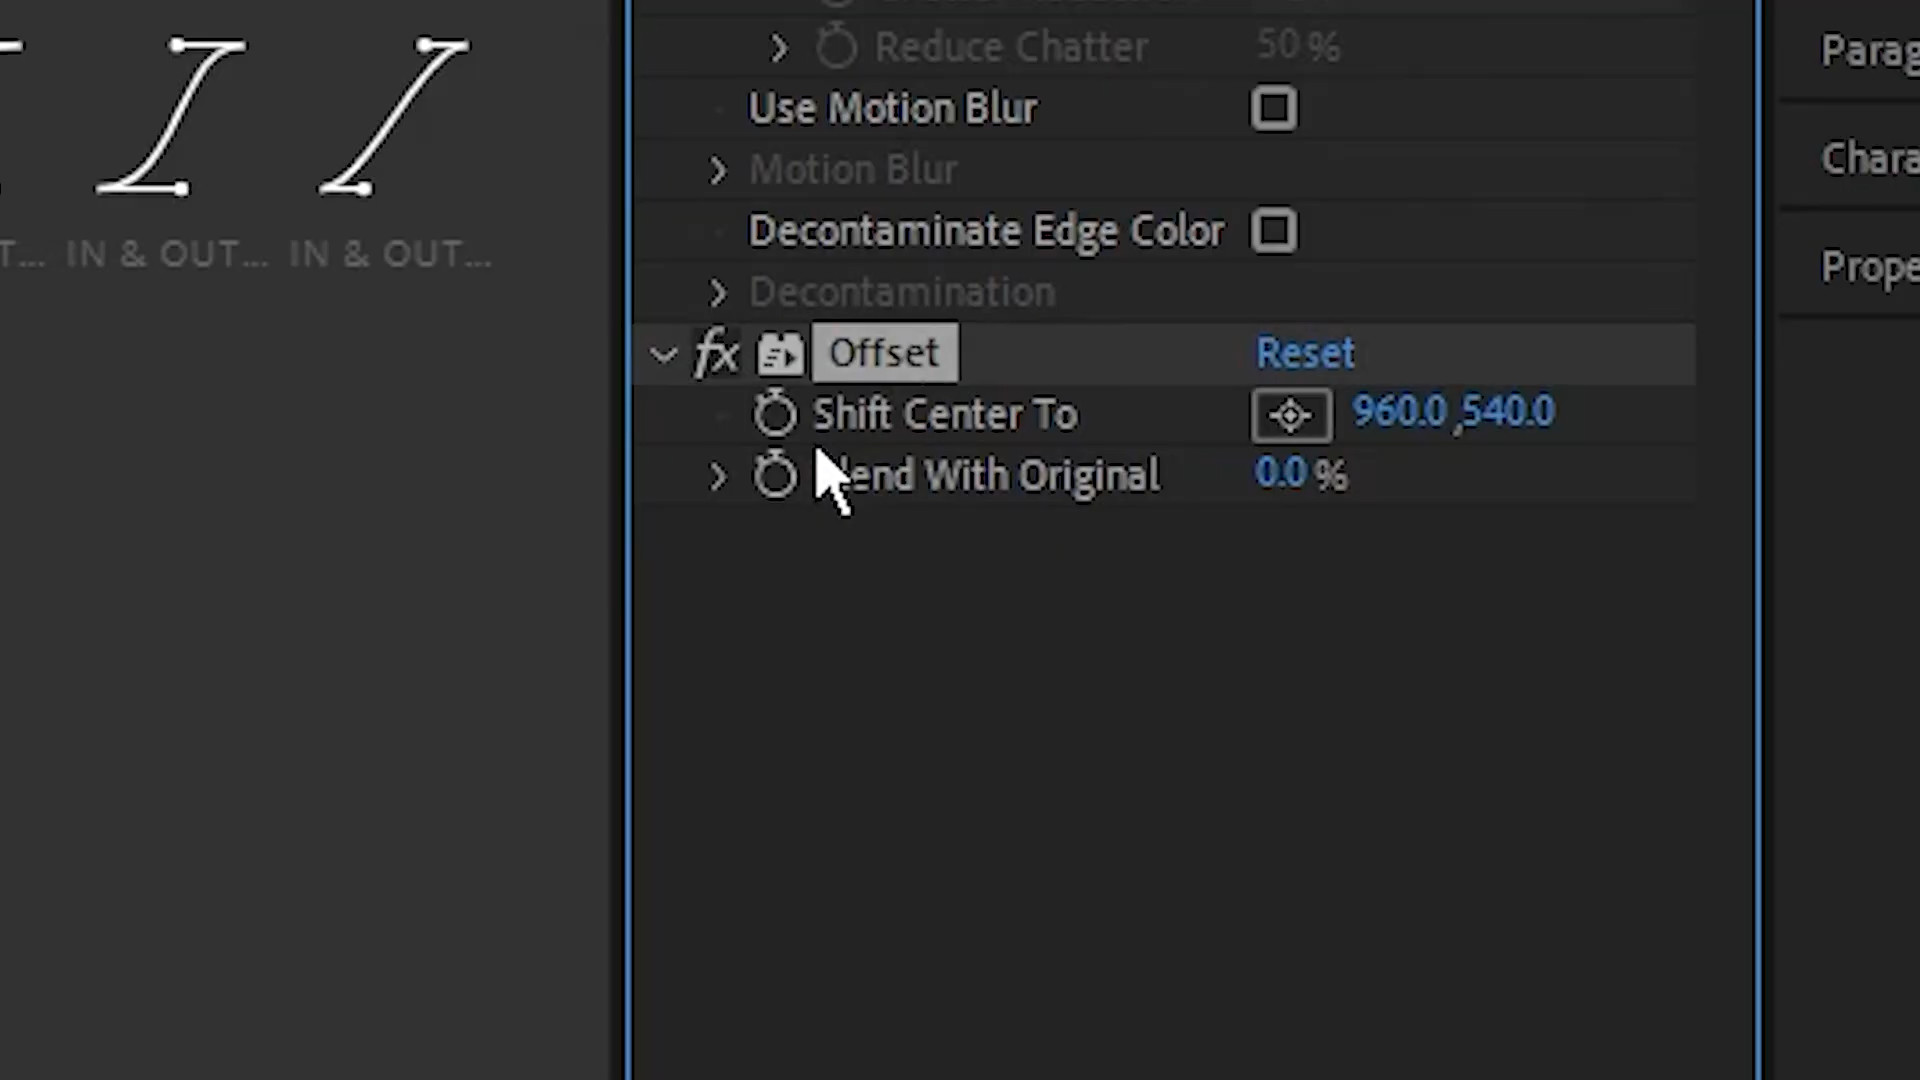 Reduce Chatter 50 %
Parag
Use Motion Blur
Chara
Motion Blur
Decontaminate Edge Color
T... IN & OUT... IN & OUT...
Prope
Decontamination
fx Offset Reset
Shift Center To 960.0 ,540.0
lend With Original 0.0 %